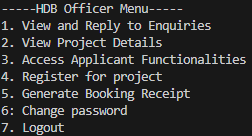 -----HDB Officer Menu-----
1. View and Reply to Enquiries
2. View Project Details
3. Access Applicant Functionalities
4. Register for project
5. Generate Booking Receipt
6: Change password
7. Logout